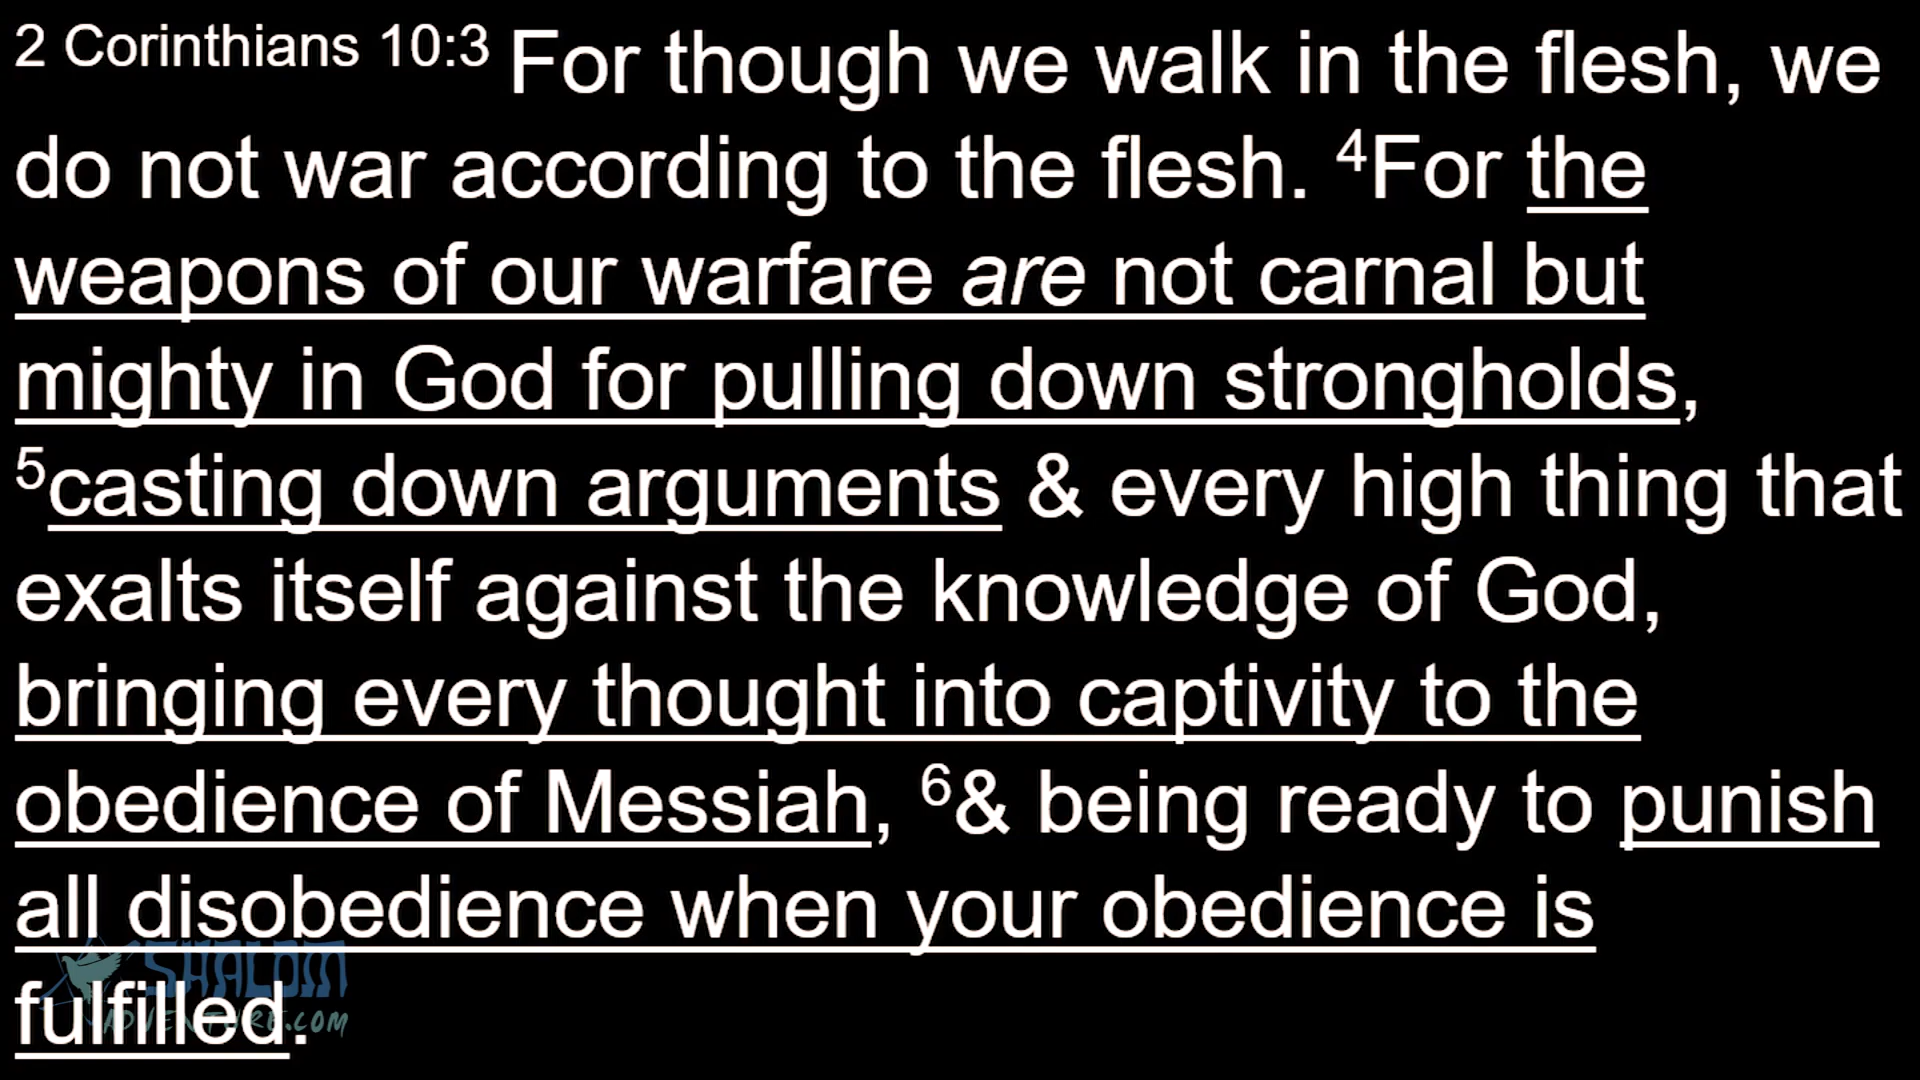 2 Corinthians 10:3 For though we walk in the flesh, we
do not war according to the flesh. 4For the
weapons of our warfare are not carnal but
mighty in God for pulling down strongholds,
5casting down arguments & every high thing that
exalts itself against the knowledge of God,
bringing every thought into captivity to the
obedience of Messiah, 6& being ready to punish
all disobedience when your obedience is
fulfilled.
SHALOM
ADVENTURE.COM